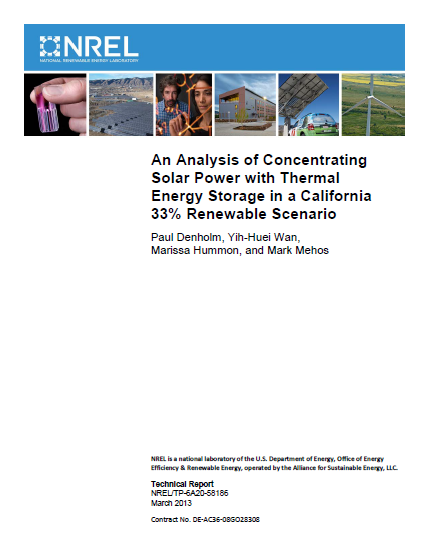 NREL
NATIONAL RENEWABLE ENERGY LABORATORY
An Analysis of Concentrating
Solar Power with Thermal
Energy Storage in a California
33% Renewable Scenario
Paul Denholm, Yih-Huei Wan,
Marissa Hummon, and Mark Mehos
NREL is a national laboratory of the U.S. Department of Energy, Office of Energy
Efficiency & Renewable Energy, operated by the Alliance for Sustainable Energy, LLC.
Technical Report
NREL/TP-6A20-58186
March 2013
Contract No. DE-AC36-08GO28308